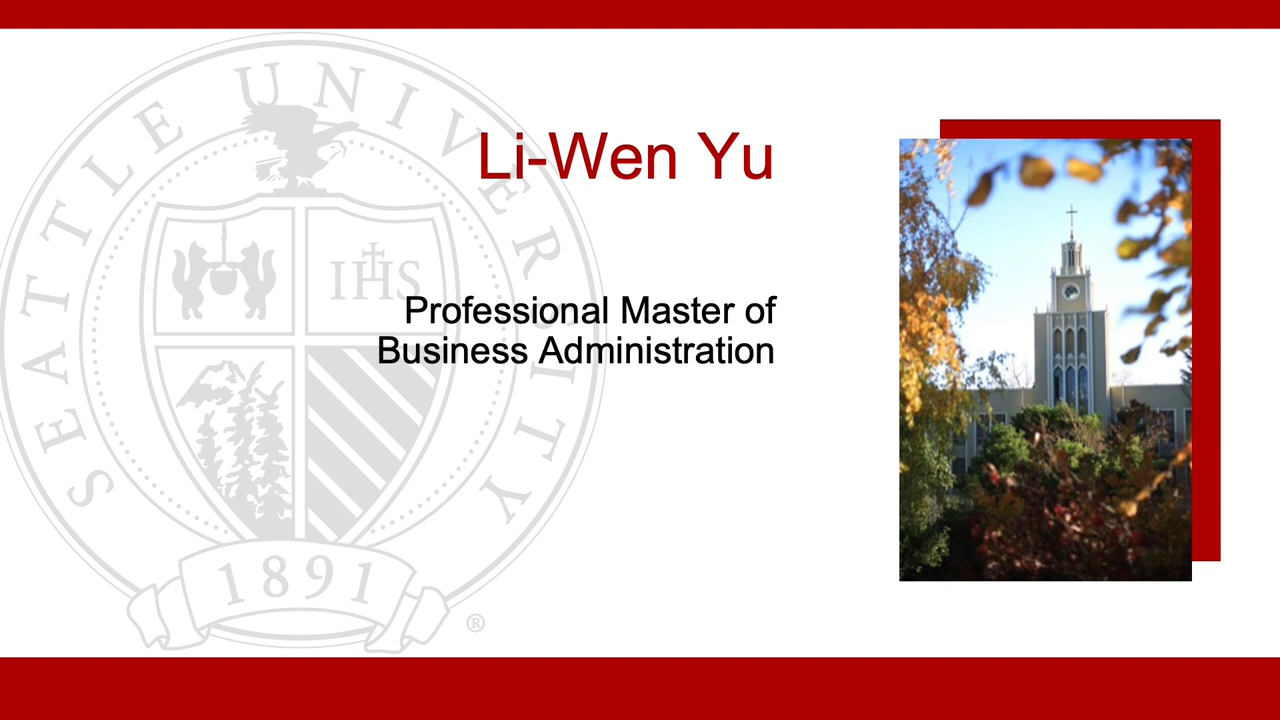 SEATTLE UNIVERSITY
Li-Wen Yu
IHS
Professional Master of
Business Administration
1891
®